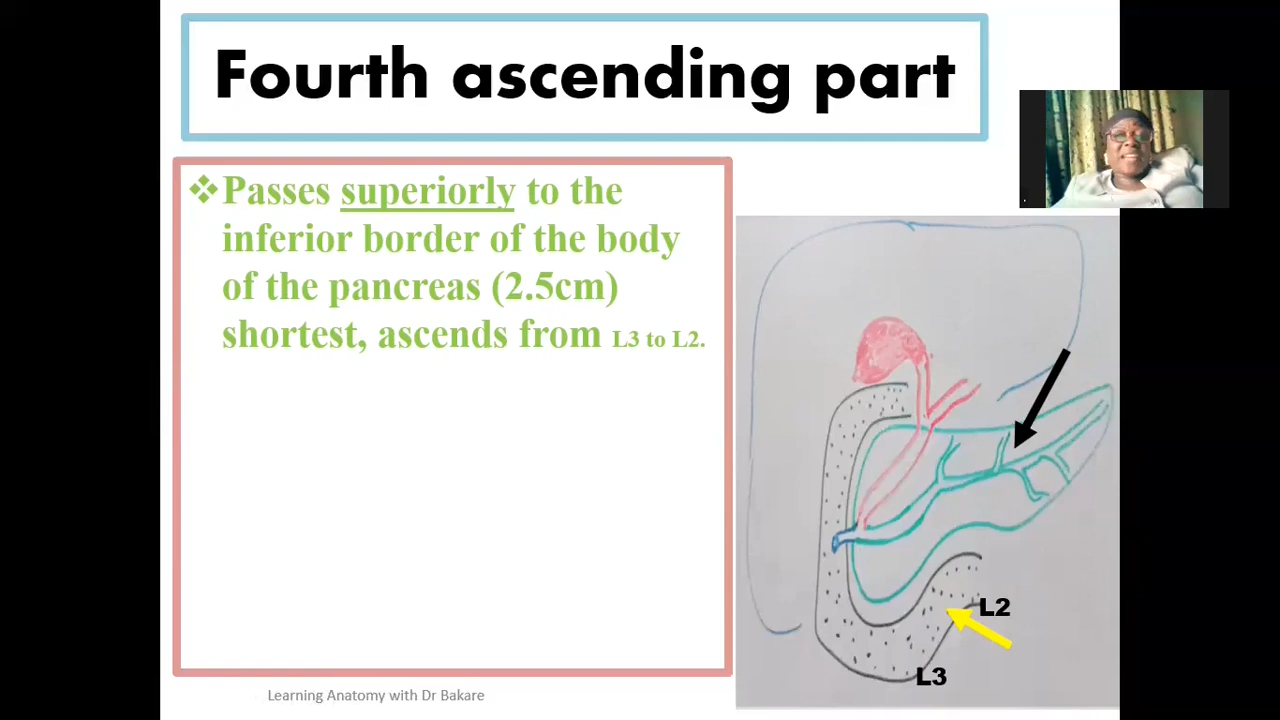 Fourth ascending part
❖Passes superiorly to the
inferior border of the body
of the pancreas (2.5cm)
shortest, ascends from L3 to L2.
L2
L3
Learning Anatomy with Dr Bakare